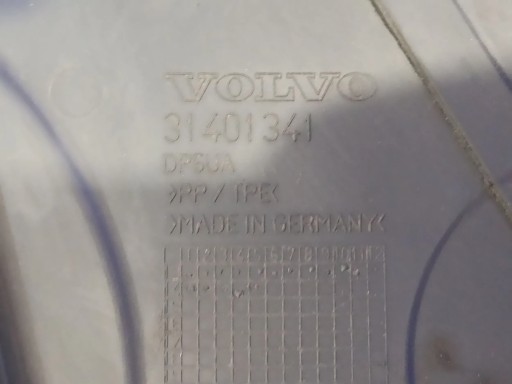 VOLVO
31401341
>PP / TPE<
>MADE IN GERMANY<